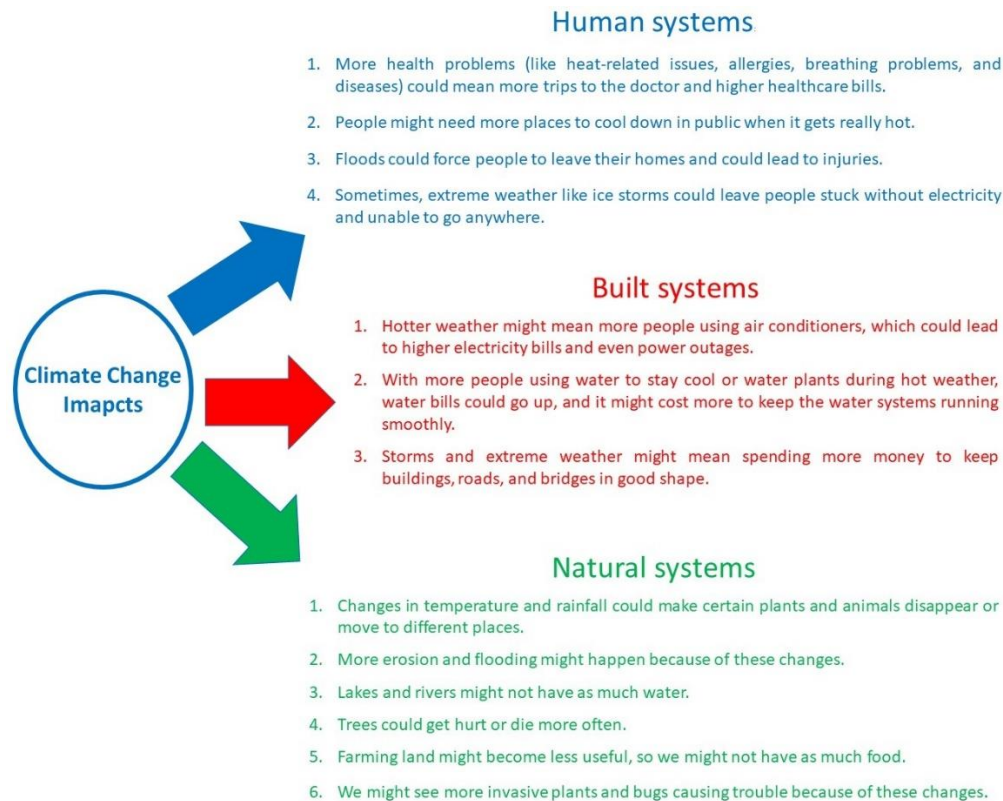 Human systems
1. More health problems (like heat-related issues, allergies, breathing problems, and
diseases) could mean more trips to the doctor and higher healthcare bills.
2. People might need more places to cool down in public when it gets really hot.
3. Floods could force people to leave their homes and could lead to injuries.
4. Sometimes, extreme weather like ice storms could leave people stuck without electricity
and unable to go anywhere.
Climate Change
Imapcts
Built systems
1. Hotter weather might mean more people using air conditioners, which could lead
to higher electricity bills and even power outages.
2. With more people using water to stay cool or water plants during hot weather,
water bills could go up, and it might cost more to keep the water systems running
smoothly.
3. Storms and extreme weather might mean spending more money to keep
buildings, roads, and bridges in good shape.
Natural systems
1. Changes in temperature and rainfall could make certain plants and animals disappear or
move to different places.
2. More erosion and flooding might happen because of these changes.
3. Lakes and rivers might not have as much water.
4. Trees could get hurt or die more often.
5. Farming land might become less useful, so we might not have as much food.
6. We might see more invasive plants and bugs causing trouble because of these changes.